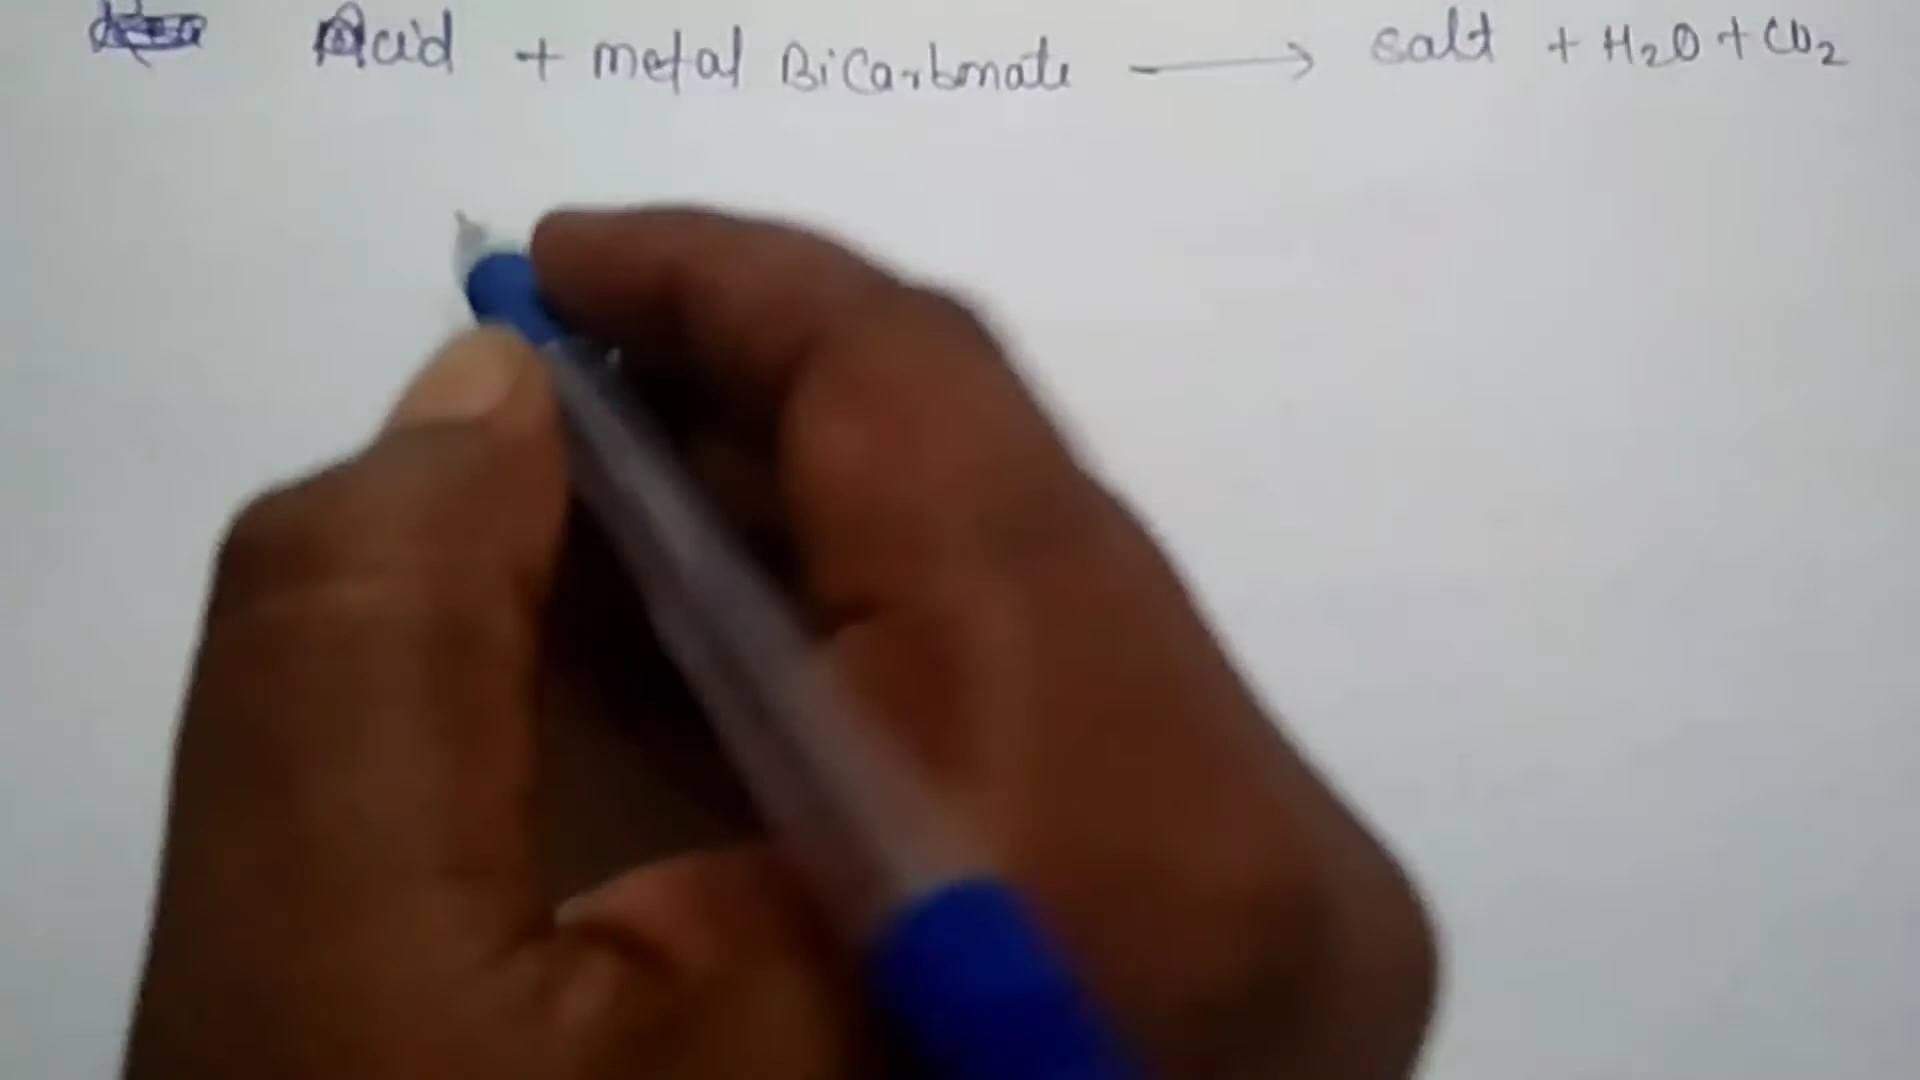 Acid + metal Bicarbonate ⟶ salt + H₂O + CO₂